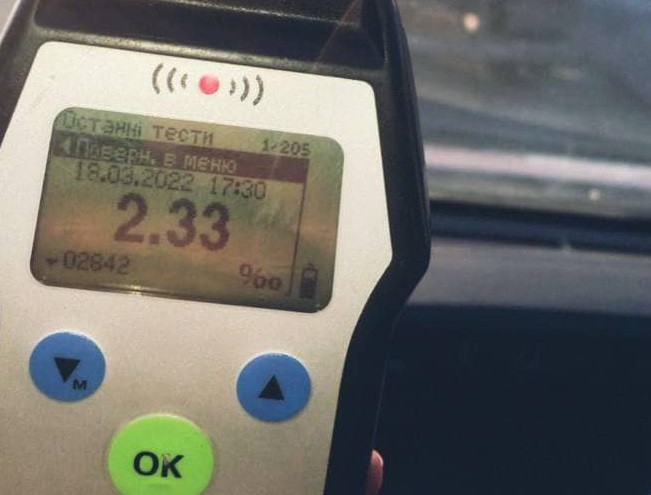 Останні тести 1/205
Поверн. в меню
18.03.2022 17:30
2.33
02842 ‰
M
OK